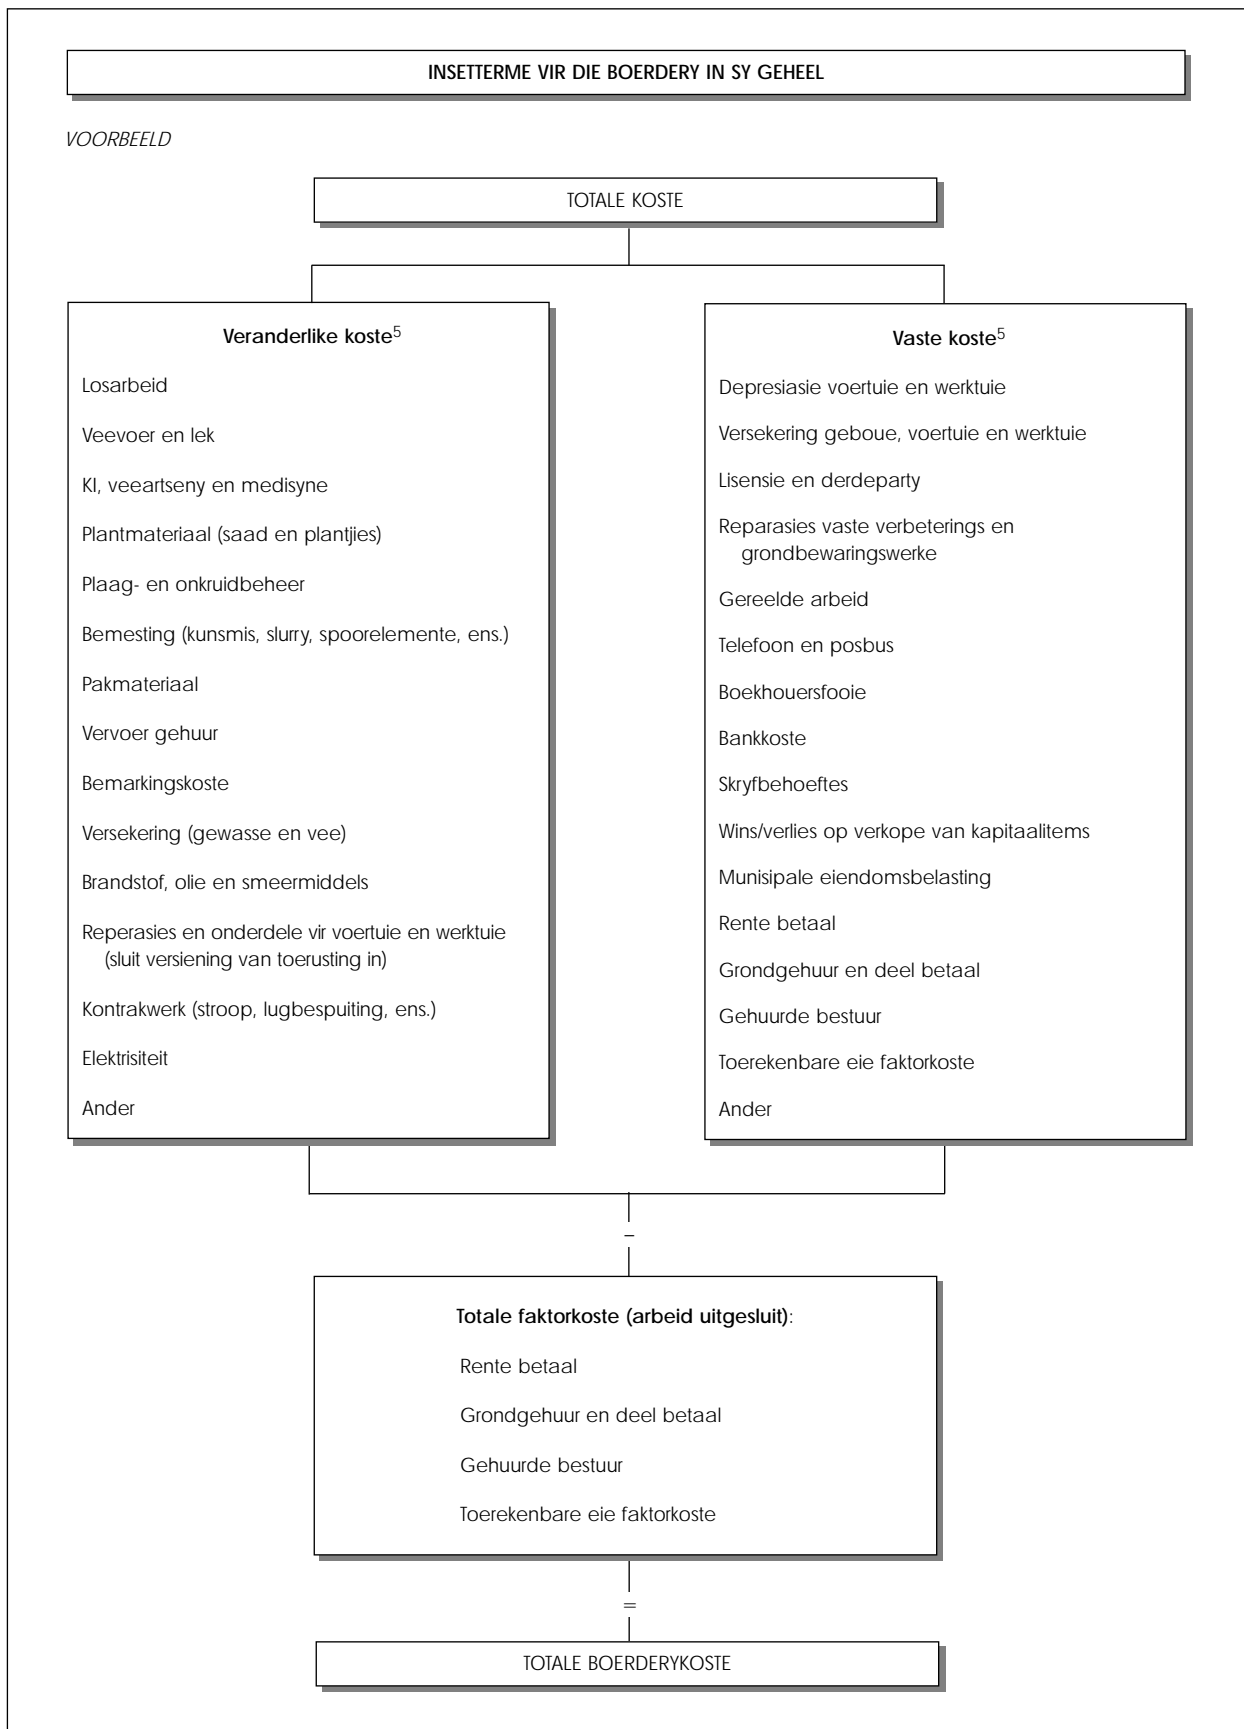 INSETTERME VIR DIE BOERDERY IN SY GEHEEL
VOORBEELD
TOTALE KOSTE
Veranderlike koste⁵
Losarbeid
Veevoer en lek
KI, veeartseny en medisyne
Plantmateriaal (saad en plantjies)
Plaag- en onkruidbeheer
Bemesting (kunsmis, slurry, spoorelemente, ens.)
Pakmateriaal
Vervoer gehuur
Bemarkingskoste
Versekering (gewasse en vee)
Brandstof, olie en smeermiddels
Reperasies en onderdele vir voertuie en werktuie
(sluit versiening van toerusting in)
Kontrakwerk (stroop, lugbespuiting, ens.)
Elektrisiteit
Ander
Vaste koste⁵
Depresiasie voertuie en werktuie
Versekering geboue, voertuie en werktuie
Lisensie en derdeparty
Reparasies vaste verbeterings en
grondbewaringswerke
Gereelde arbeid
Telefoon en posbus
Boekhouersfooie
Bankkoste
Skryfbehoeftes
Wins/verlies op verkope van kapitaalitems
Munisipale eiendomsbelasting
Rente betaal
Grondgehuur en deel betaal
Gehuurde bestuur
Toerekenbare eie faktorkoste
Ander
–
Totale faktorkoste (arbeid uitgesluit):
Rente betaal
Grondgehuur en deel betaal
Gehuurde bestuur
Toerekenbare eie faktorkoste
=
TOTALE BOERDERYKOSTE